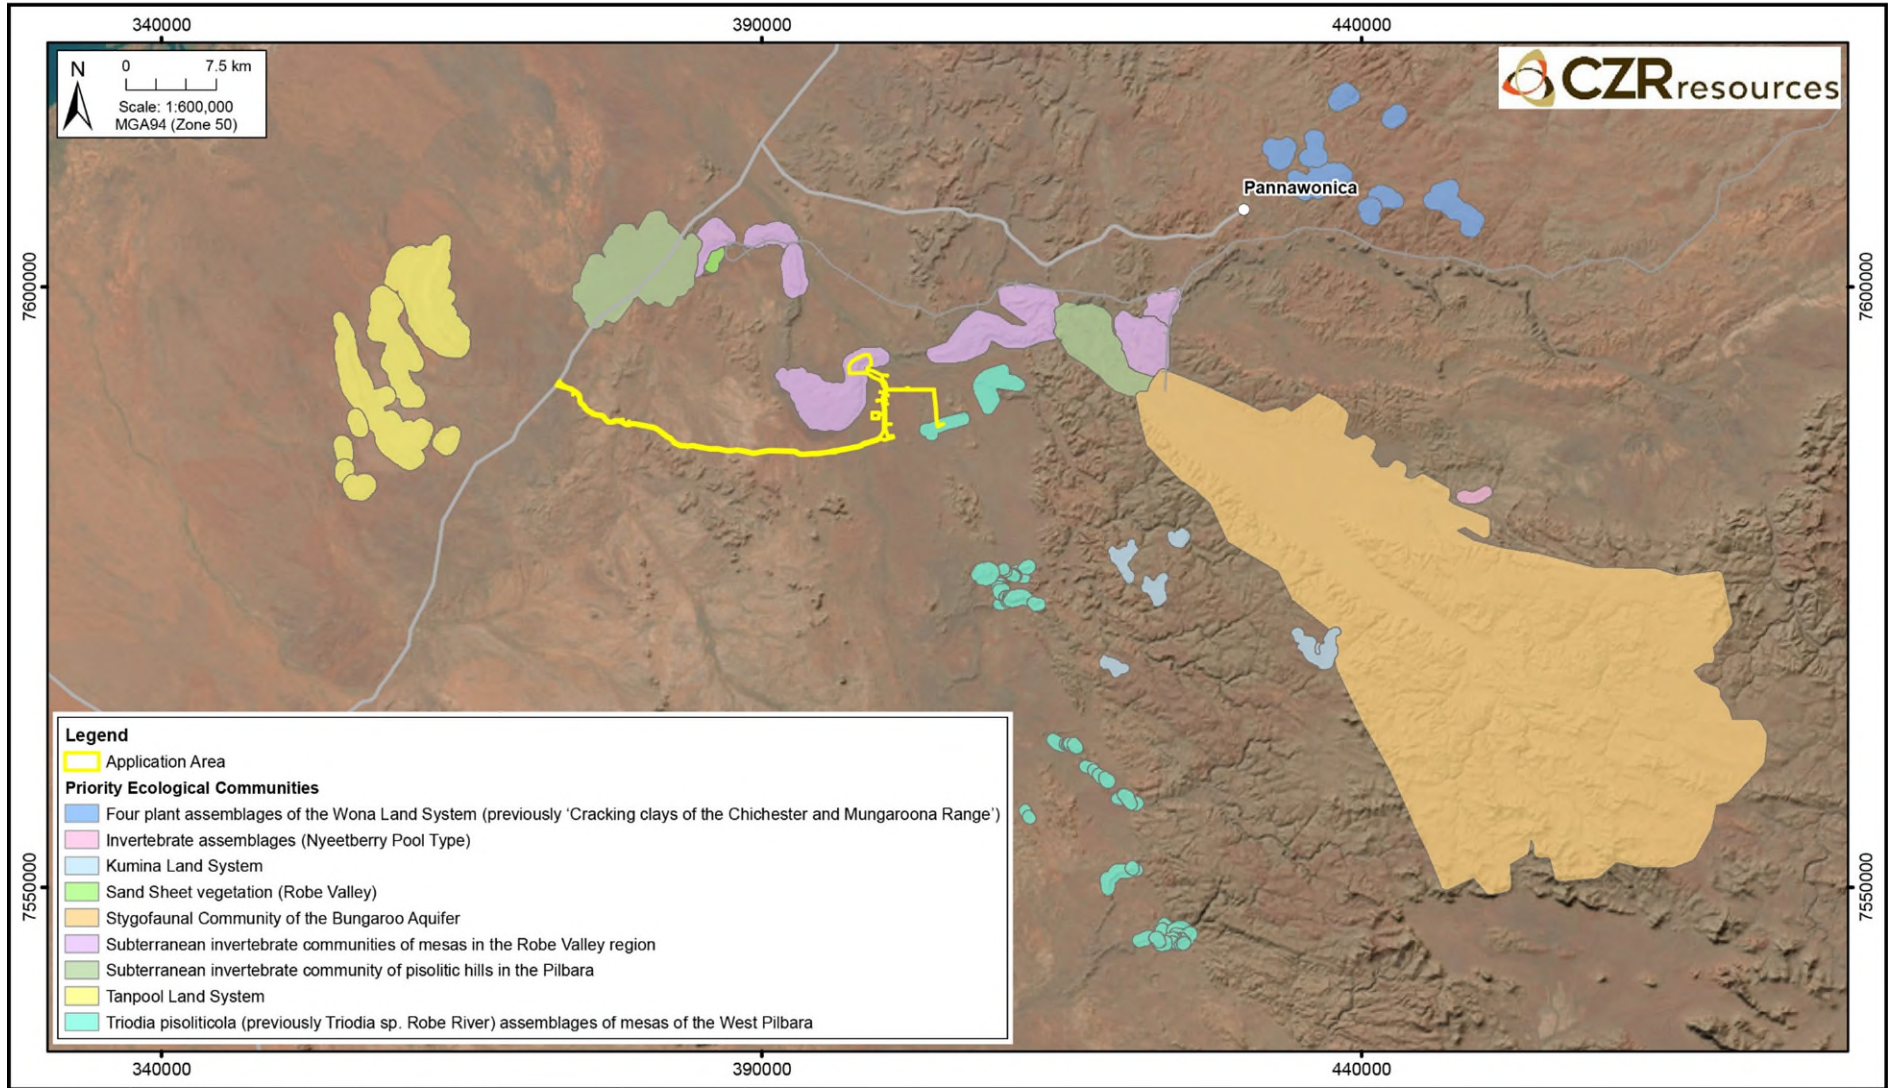 340000 390000 440000
N 0 7.5 km
Scale: 1:600,000
MGA94 (Zone 50)
CZR resources
Pannawonica
7600000 7600000
Legend
Application Area
Priority Ecological Communities
Four plant assemblages of the Wona Land System (previously 'Cracking clays of the Chichester and Mungaroona Range')
Invertebrate assemblages (Nyeetberry Pool Type)
Kumina Land System
Sand Sheet vegetation (Robe Valley)
Stygofaunal Community of the Bungaroo Aquifer
Subterranean invertebrate communities of mesas in the Robe Valley region
Subterranean invertebrate community of pisolitic hills in the Pilbara
Tanpool Land System
Triodia pisoliticola (previously Triodia sp. Robe River) assemblages of mesas of the West Pilbara
7550000 7550000
340000 390000 440000